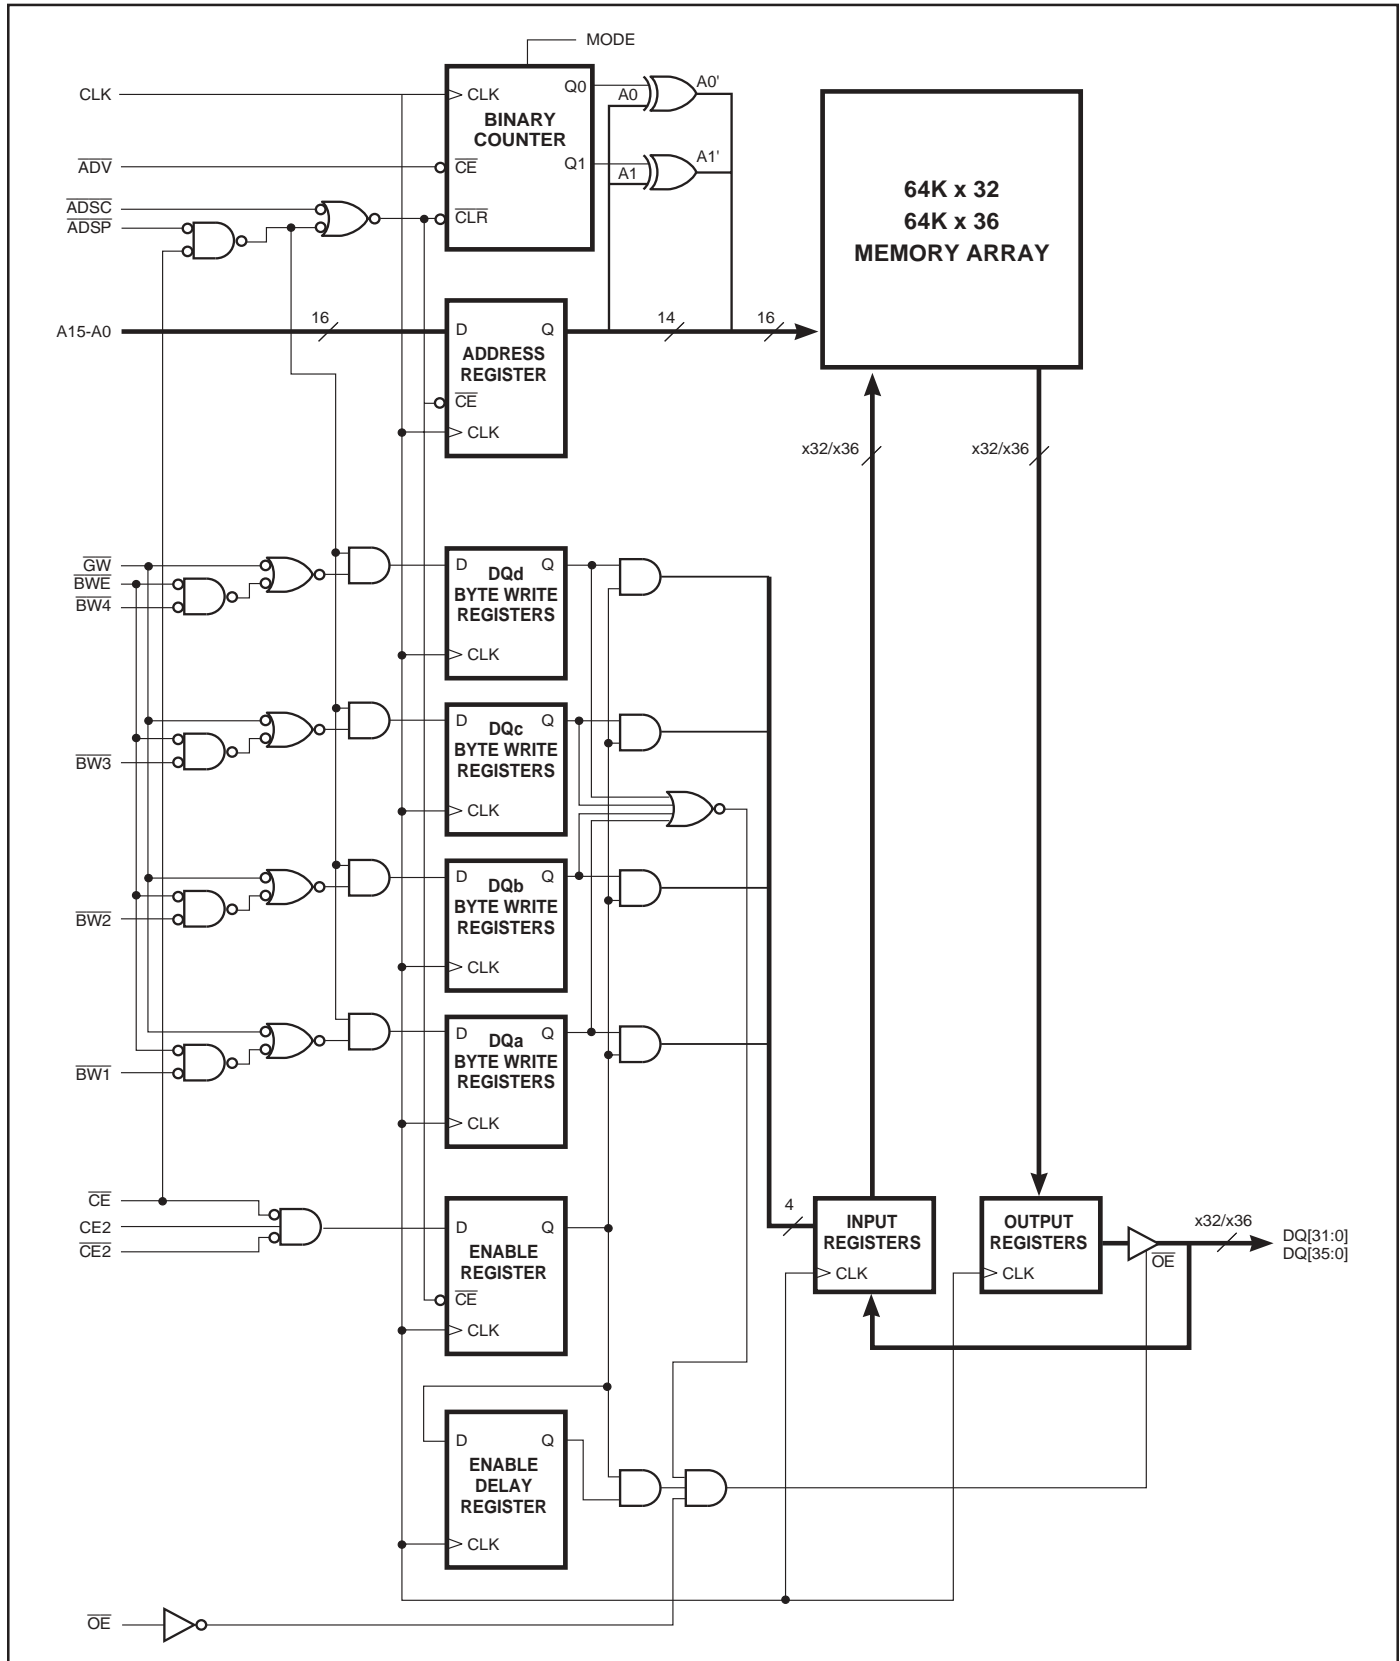 MODE
CLK
CLK
Q0
A0
A0'
BINARY
COUNTER
ADV
CE
Q1
A1
A1'
ADSC
ADSP
CLR
64K x 32
64K x 36
MEMORY ARRAY
A15-A0
16
D
Q
14
16
ADDRESS
REGISTER
CE
CLK
x32/x36
x32/x36
GW
BWE
BW4
D
DQd
Q
BYTE WRITE
REGISTERS
CLK
BW3
D
DQc
Q
BYTE WRITE
REGISTERS
CLK
BW2
D
DQb
Q
BYTE WRITE
REGISTERS
CLK
BW1
D
DQa
Q
BYTE WRITE
REGISTERS
CLK
CE
CE2
CE2
D
Q
ENABLE
REGISTER
CE
CLK
4
INPUT
REGISTERS
CLK
OUTPUT
REGISTERS
CLK
OE
x32/x36
DQ[31:0]
DQ[35:0]
D
Q
ENABLE
DELAY
REGISTER
CLK
OE